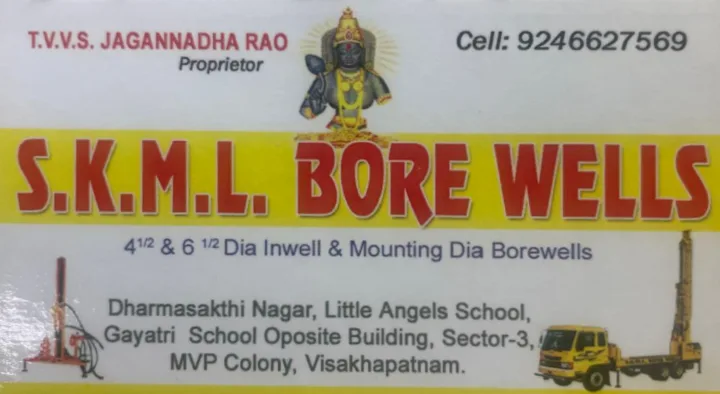 T.V.V.S. JAGANNADHA RAO
Proprietor
Cell: 9246627569
S.K.M.L. BORE WELLS
4 1/2 & 6 1/2 Dia Inwell & Mounting Dia Borewells
Dharmasakthi Nagar, Little Angels School,
Gayatri School Oposite Building, Sector-3,
MVP Colony, Visakhapatnam.